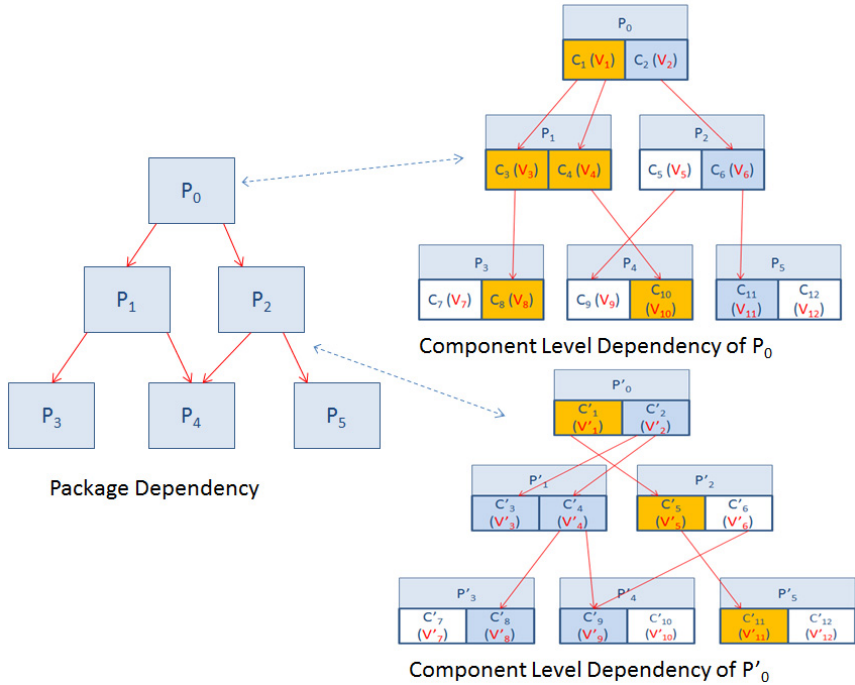 P0
C1 (V1) C2 (V2)
P1 P2
C3 (V3) C4 (V4) C5 (V5) C6 (V6)
P3 P4 P5
C7 (V7) C8 (V8) C9 (V9) C10 (V10) C11 (V11) C12 (V12)
Component Level Dependency of P0
P0
P1 P2
P3 P4 P5
Package Dependency
P'0
C'1 (V'1) C'2 (V'2)
P'1 P'2
C'3 (V'3) C'4 (V'4) C'5 (V'5) C'6 (V'6)
P'3 P'4 P'5
C'7 (V'7) C'8 (V'8) C'9 (V'9) C'10 (V'10) C'11 (V'11) C'12 (V'12)
Component Level Dependency of P'0